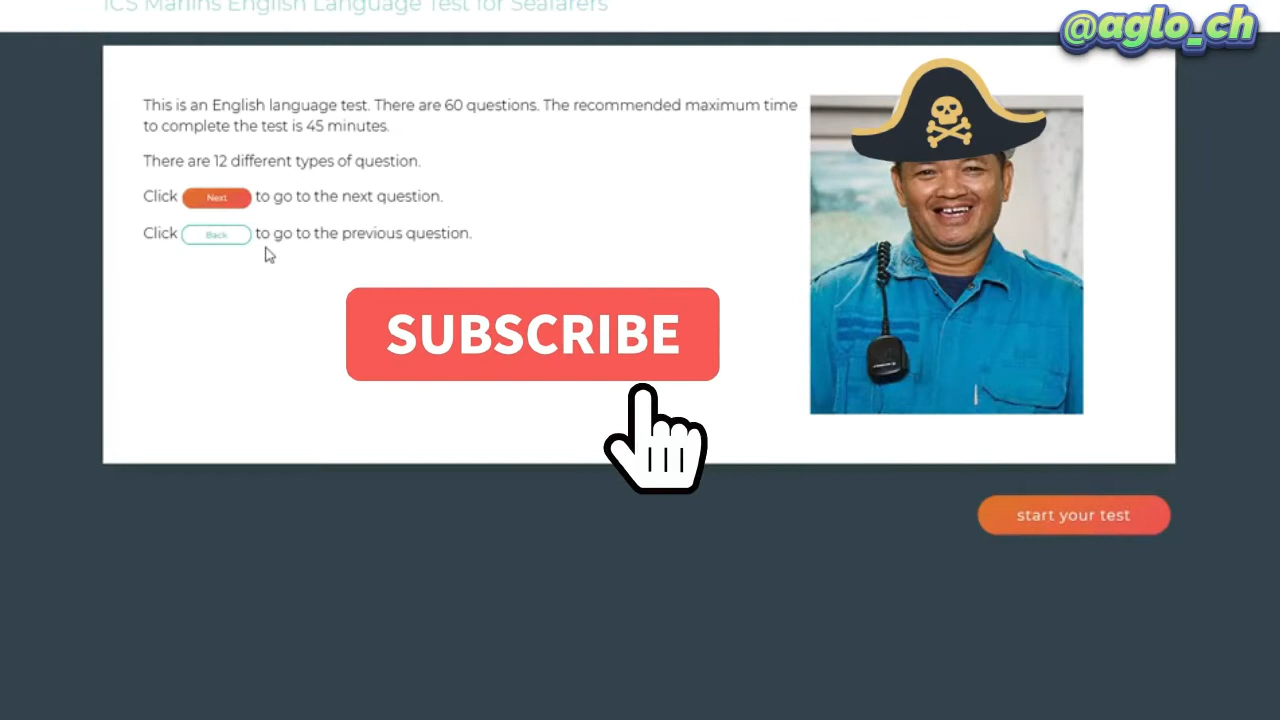 ICS Marlins English Language Test for Seafarers
@aglo_ch
This is an English language test. There are 60 questions. The recommended maximum time
to complete the test is 45 minutes.
There are 12 different types of question.
Click Next to go to the next question.
Click Back to go to the previous question.
SUBSCRIBE
start your test